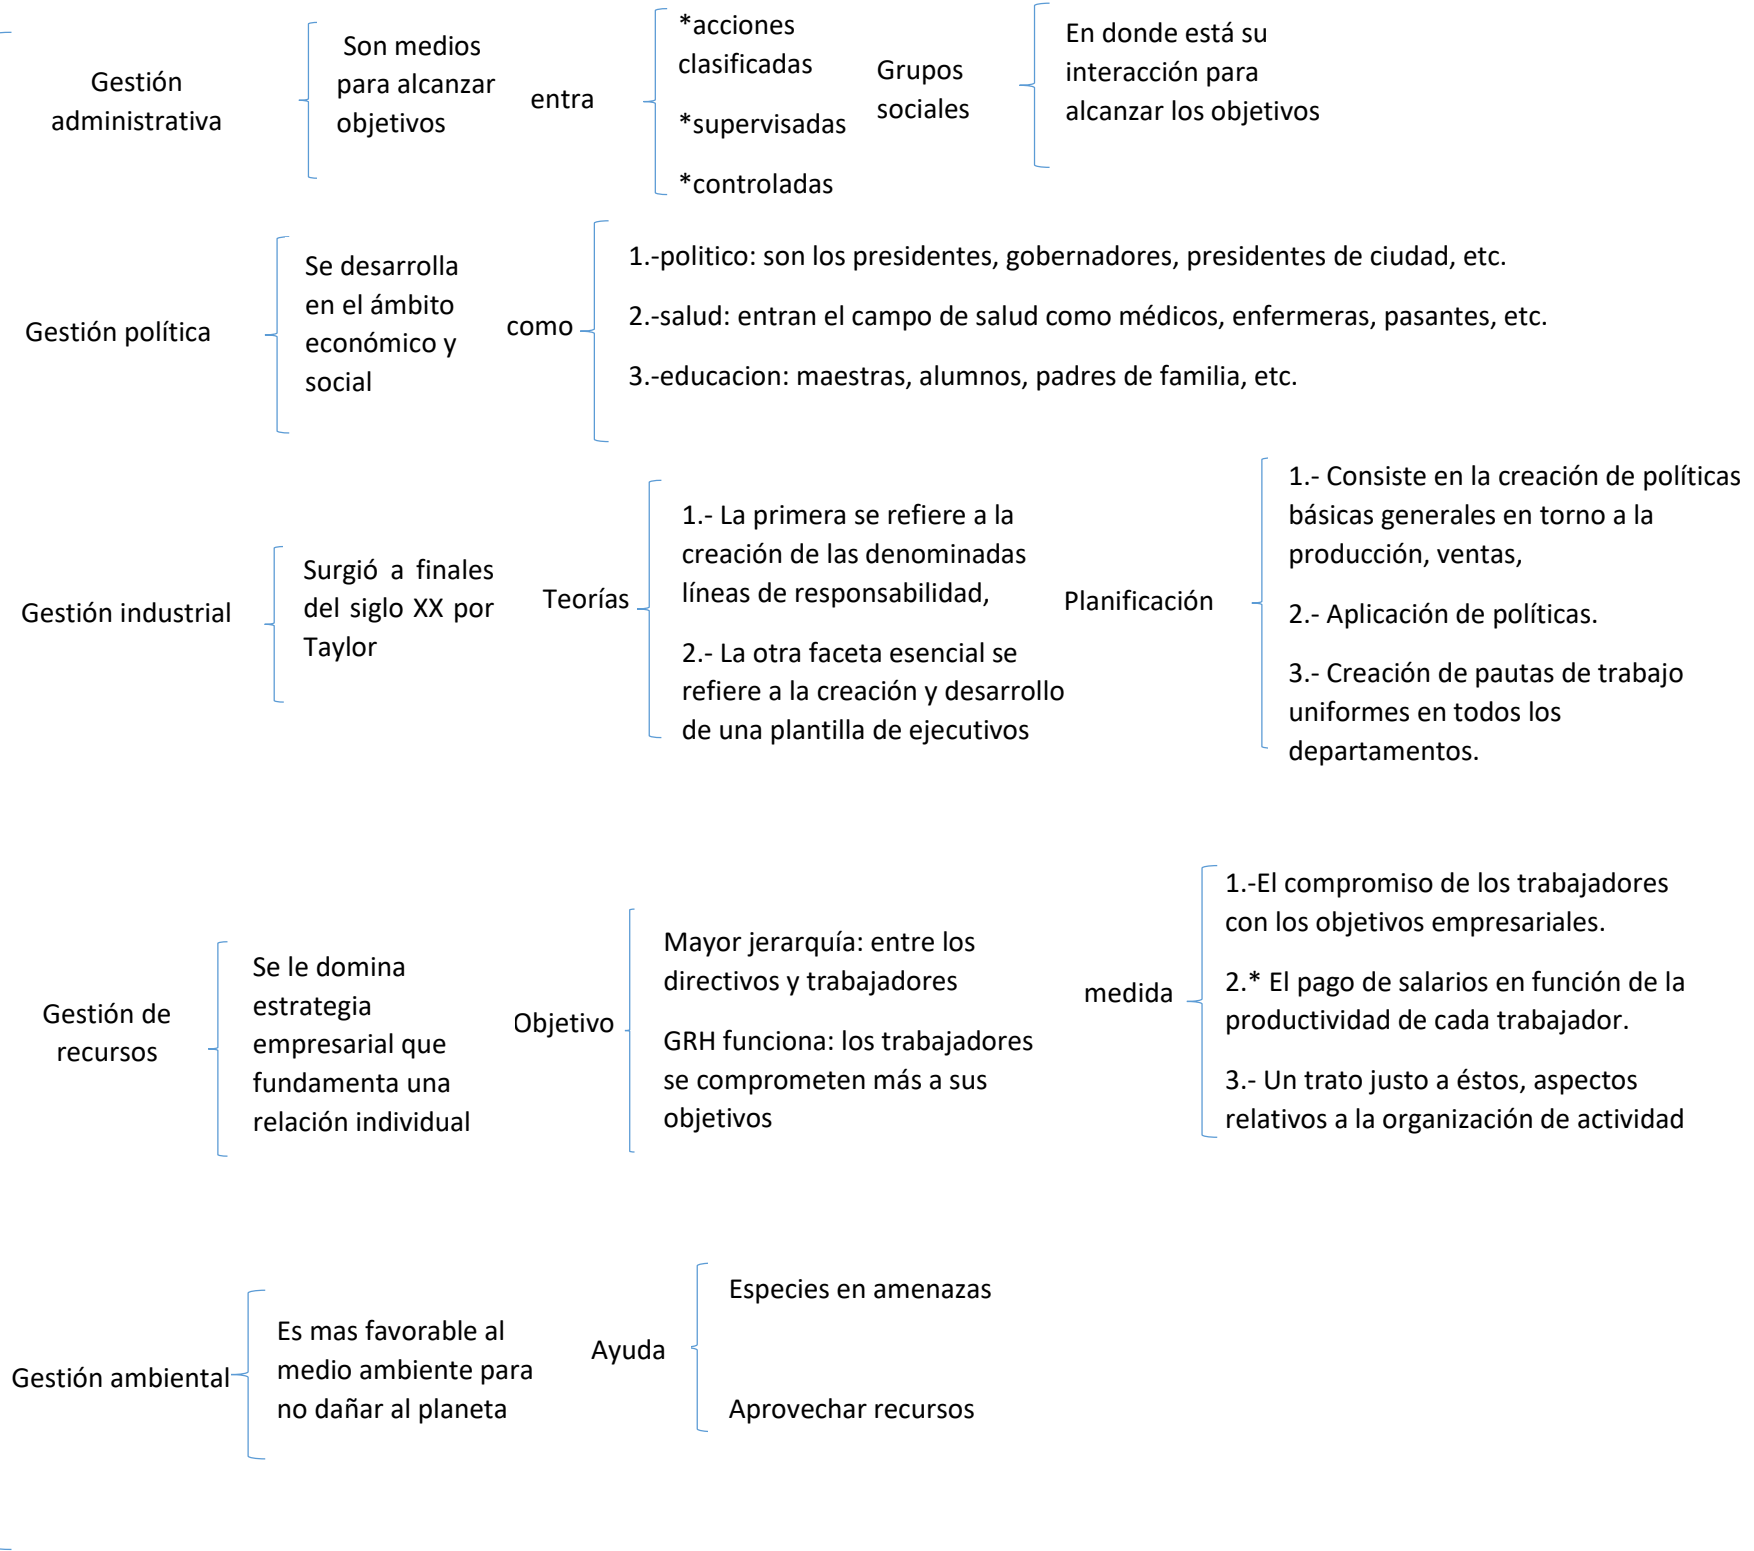 Gestión
administrativa
Son medios
para alcanzar
objetivos
entra
*acciones
clasificadas
*supervisadas
*controladas
Grupos
sociales
En donde está su
interacción para
alcanzar los objetivos
Gestión política
Se desarrolla
en el ámbito
económico y
social
como
1.-politico: son los presidentes, gobernadores, presidentes de ciudad, etc.
2.-salud: entran el campo de salud como médicos, enfermeras, pasantes, etc.
3.-educacion: maestras, alumnos, padres de familia, etc.
Gestión industrial
Surgió a finales
del siglo XX por
Taylor
Teorías
1.- La primera se refiere a la
creación de las denominadas
líneas de responsabilidad,
2.- La otra faceta esencial se
refiere a la creación y desarrollo
de una plantilla de ejecutivos
Planificación
1.- Consiste en la creación de políticas
básicas generales en torno a la
producción, ventas,
2.- Aplicación de políticas.
3.- Creación de pautas de trabajo
uniformes en todos los
departamentos.
Gestión de
recursos
Se le domina
estrategia
empresarial que
fundamenta una
relación individual
Objetivo
Mayor jerarquía: entre los
directivos y trabajadores
GRH funciona: los trabajadores
se comprometen más a sus
objetivos
medida
1.-El compromiso de los trabajadores
con los objetivos empresariales.
2.* El pago de salarios en función de la
productividad de cada trabajador.
3.- Un trato justo a éstos, aspectos
relativos a la organización de actividad
Gestión ambiental
Es mas favorable al
medio ambiente para
no dañar al planeta
Ayuda
Especies en amenazas
Aprovechar recursos